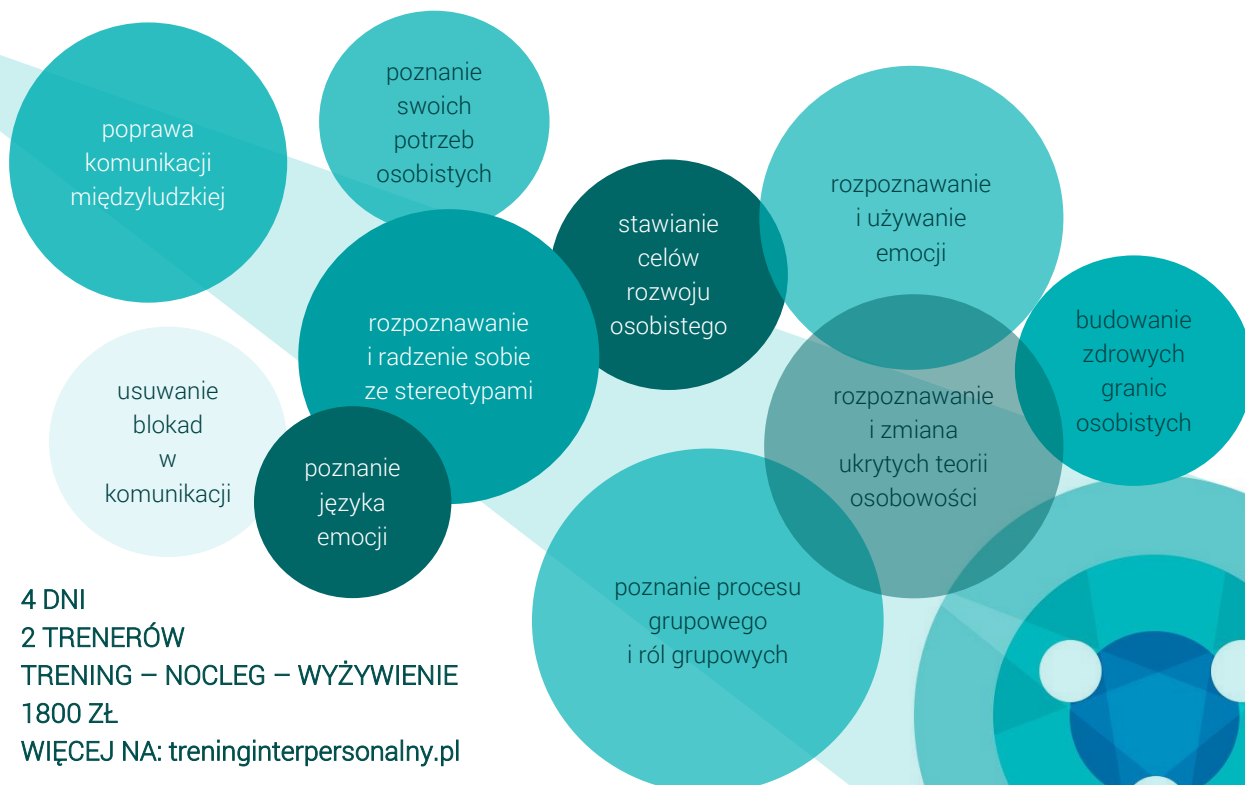 poprawa
komunikacji
międzyludzkiej
poznanie
swoich
potrzeb
osobistych
stawianie
celów
rozwoju
osobistego
rozpoznawanie
i używanie
emocji
budowanie
zdrowych
granic
osobistych
rozpoznawanie
i radzenie sobie
ze stereotypami
usuwanie
blokad
w
komunikacji
poznanie
języka
emocji
rozpoznawanie
i zmiana
ukrytych teorii
osobowości
poznanie procesu
grupowego
i ról grupowych
4 DNI
2 TRENERÓW
TRENING – NOCLEG – WYŻYWIENIE
1800 ZŁ
WIĘCEJ NA: treninginterpersonalny.pl